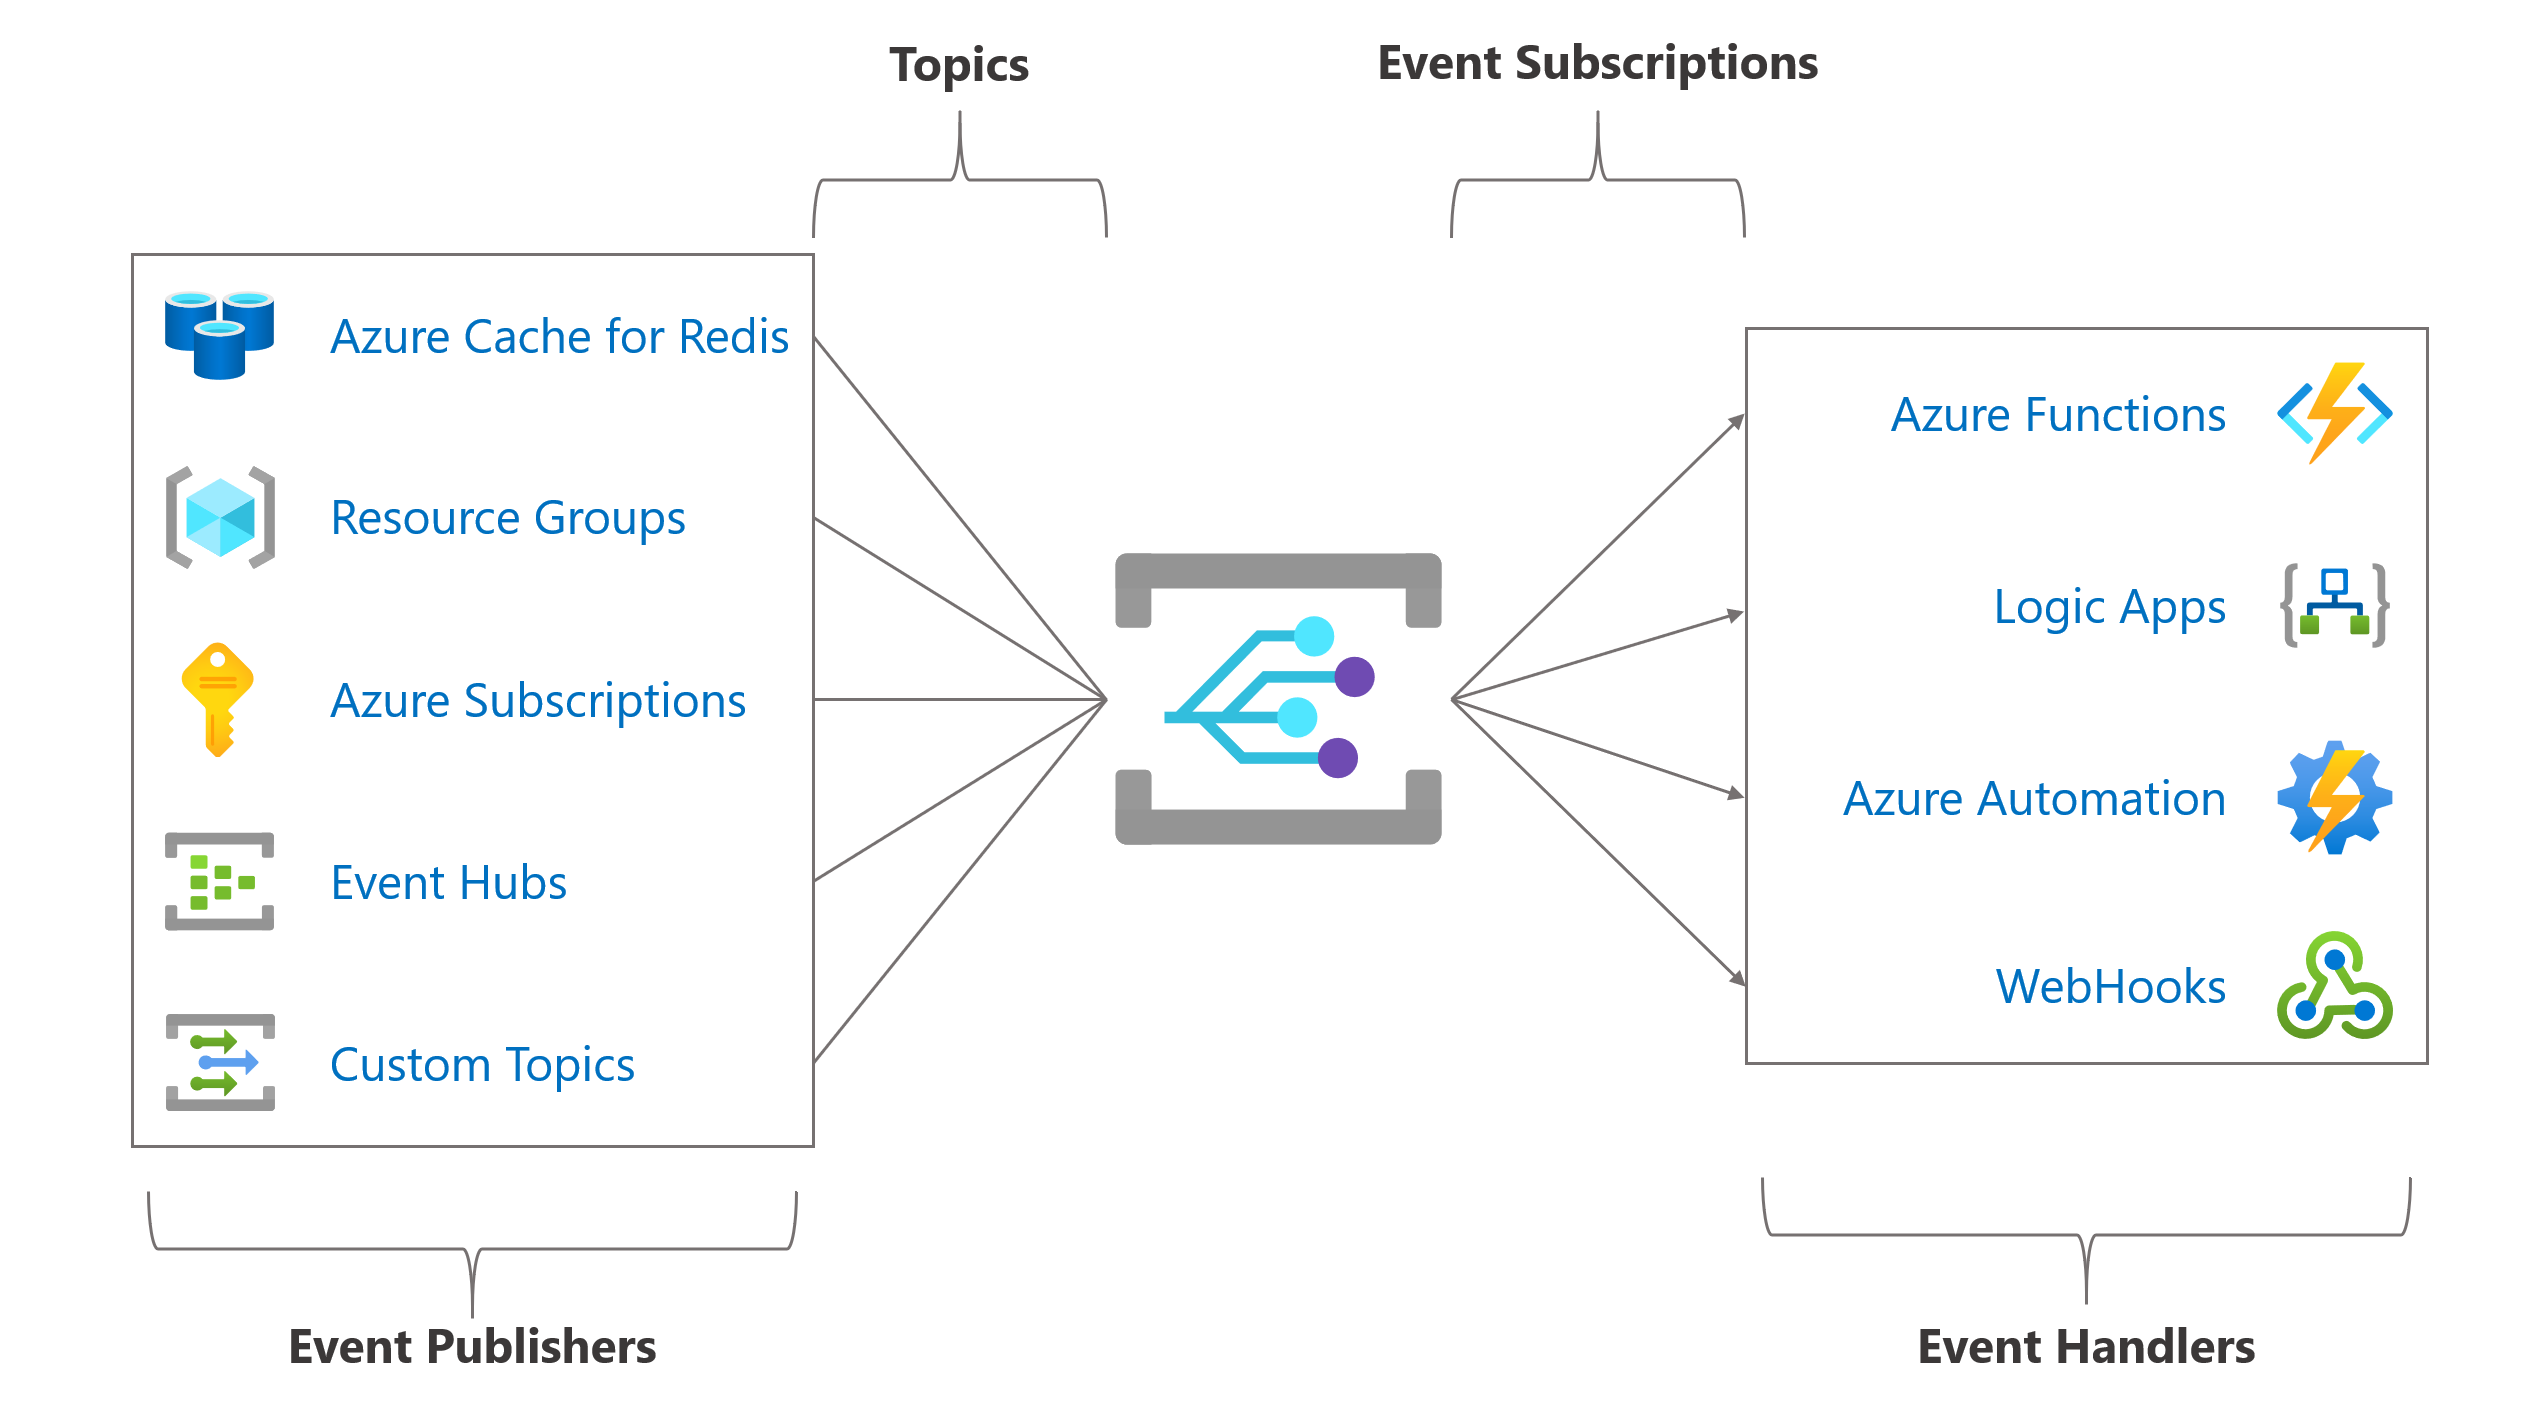 Topics
Event Subscriptions
Azure Cache for Redis
Resource Groups
Azure Subscriptions
Event Hubs
Custom Topics
Azure Functions
Logic Apps
Azure Automation
WebHooks
Event Publishers
Event Handlers